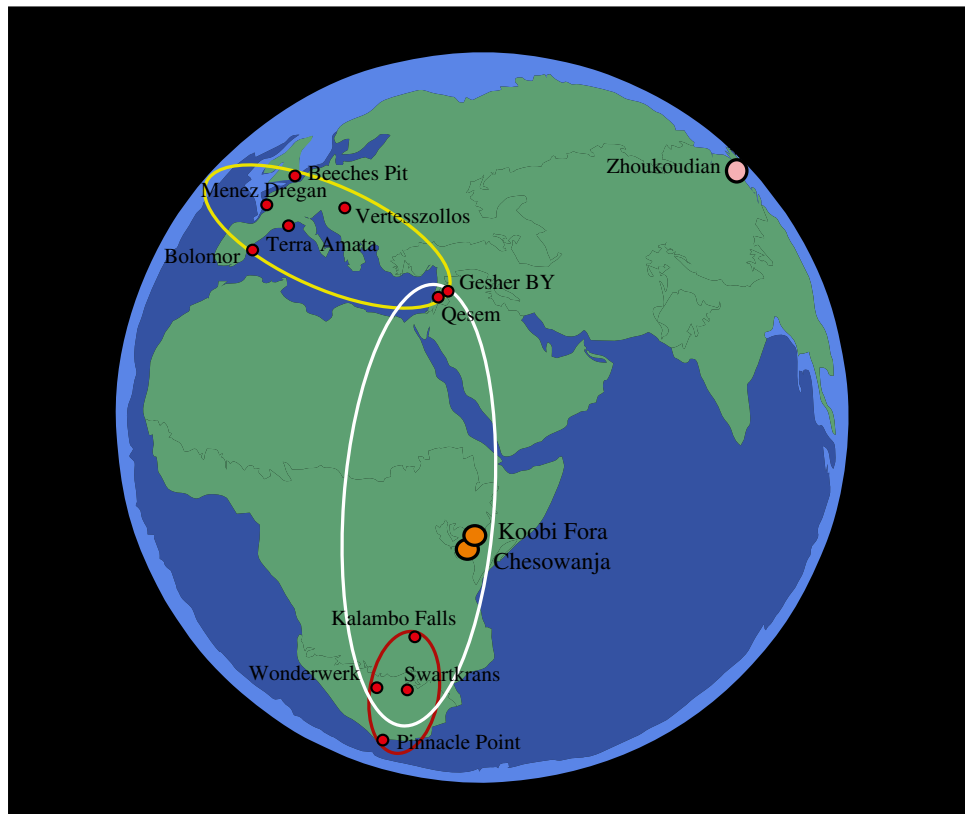 Zhoukoudian
Beeches Pit
Menez Dregan
Vertesszollos
Terra Amata
Bolomor
Gesher BY
Qesem
Koobi Fora
Chesowanja
Kalambo Falls
Wonderwerk
Swartkrans
Pinnacle Point